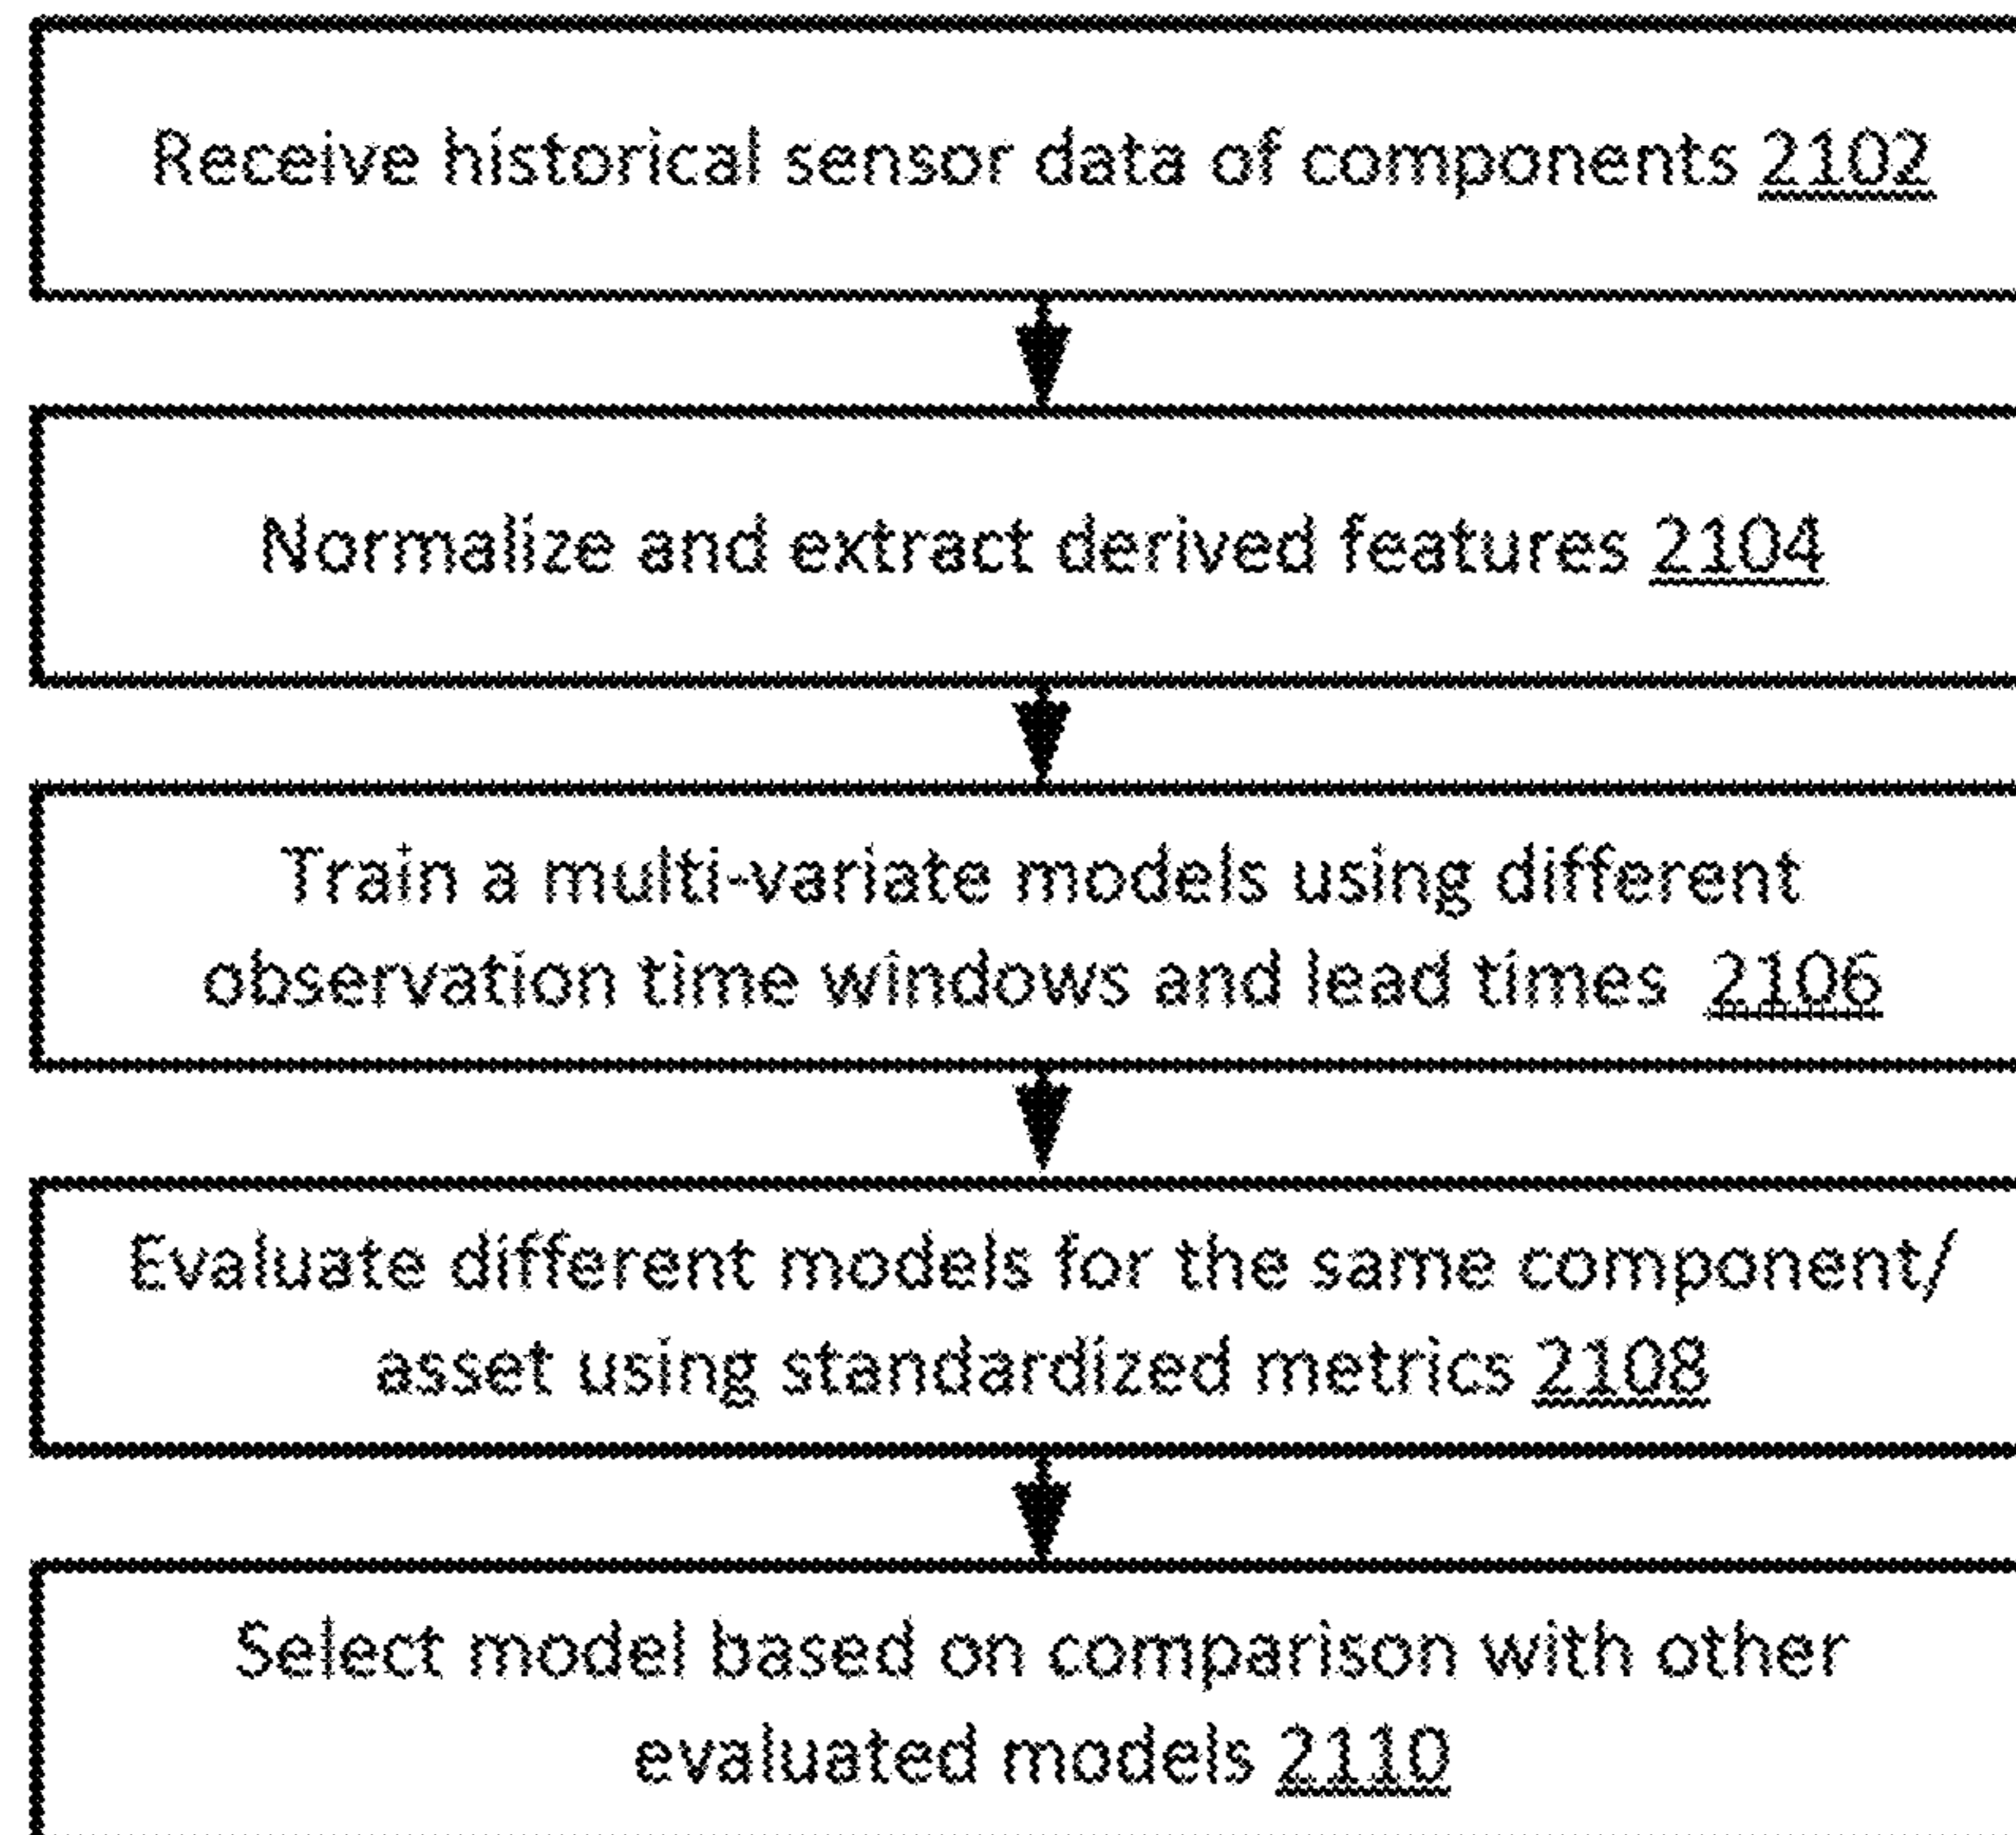 Receive historical sensor data of components 2102
Normalize and extract derived features 2104
Train a multi-variate models using different
observation time windows and lead times 2106
Evaluate different models for the same component/
asset using standardized metrics 2108
Select model based on comparison with other
evaluated models 2110